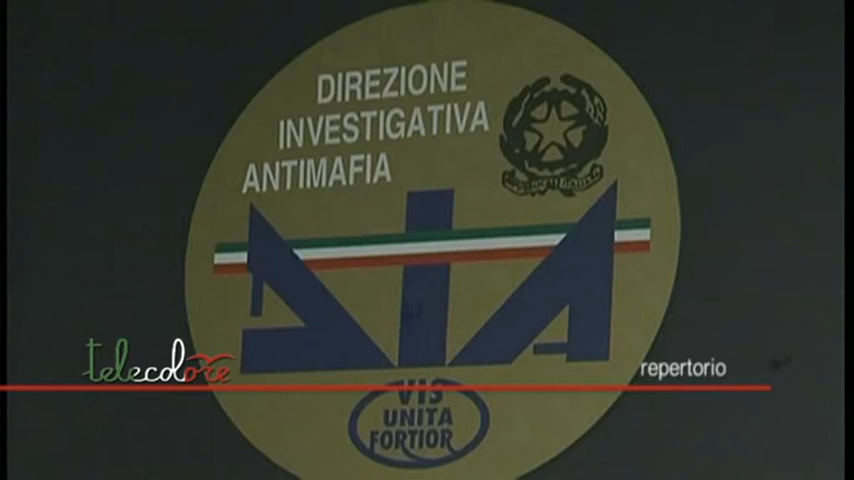 DIREZIONE
INVESTIGATIVA
ANTIMAFIA
DIA
telecolore
repertorio
VIS
UNITA
FORTIOR